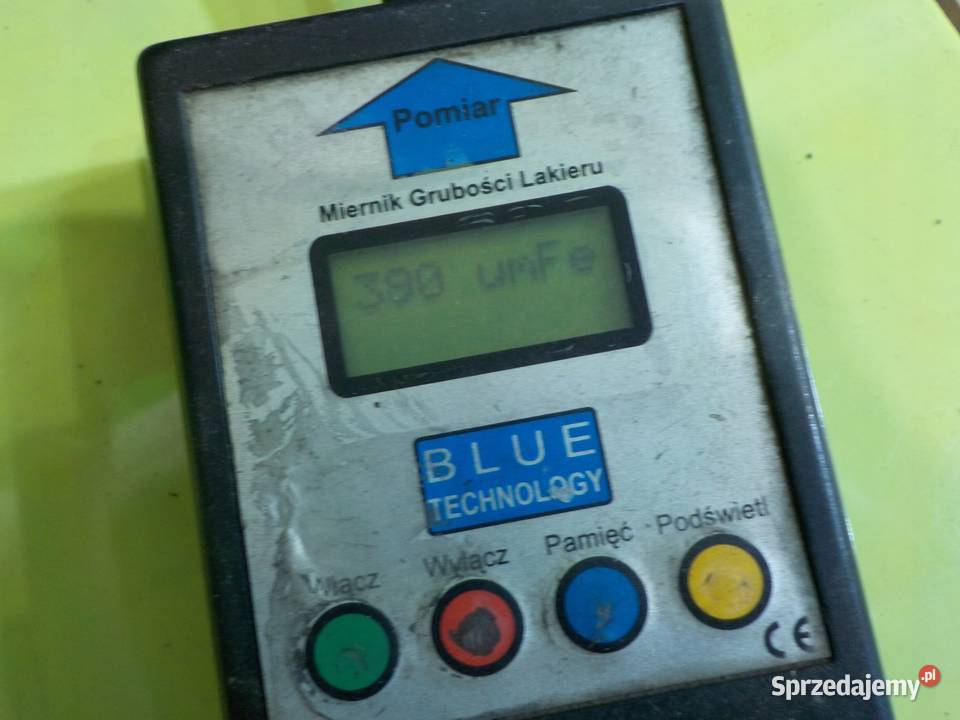 Pomiar
Miernik Grubości Lakieru
390 umFe
BLUE
TECHNOLOGY
Włącz Wyłącz Pamięć Podświetl
CE
Sprzedajemy.pl